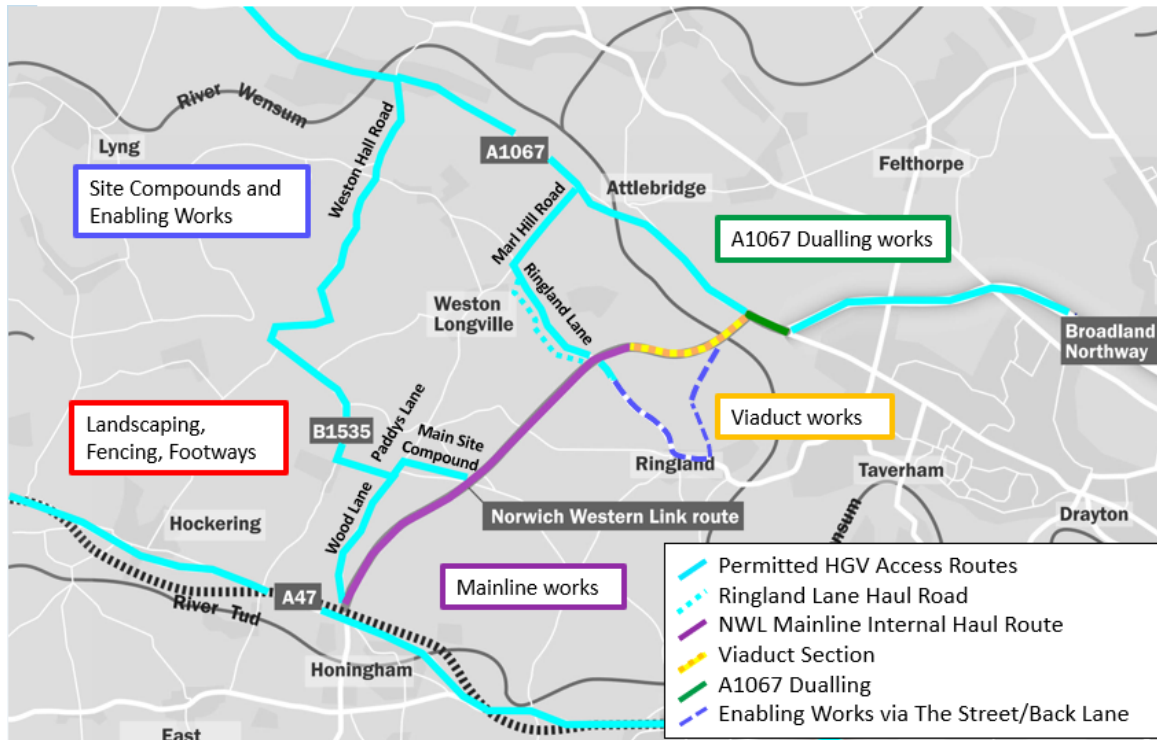 River Wensum
Lyng
Weston Hall Road
A1067
Felthorpe
Attlebridge
Site Compounds and
Enabling Works
Marl Hill Road
A1067 Dualling works
Ringland Lane
Weston
Longville
Broadland
Northway
Landscaping,
Fencing, Footways
B1535
Paddys Lane
Main Site
Compound
Viaduct works
Ringland
Taverham
Wood Lane
Norwich Western Link route
Hockering
Drayton
ensum
A47
River Tud
Mainline works
Honingham
East
Permitted HGV Access Routes
Ringland Lane Haul Road
NWL Mainline Internal Haul Route
Viaduct Section
A1067 Dualling
Enabling Works via The Street/Back Lane